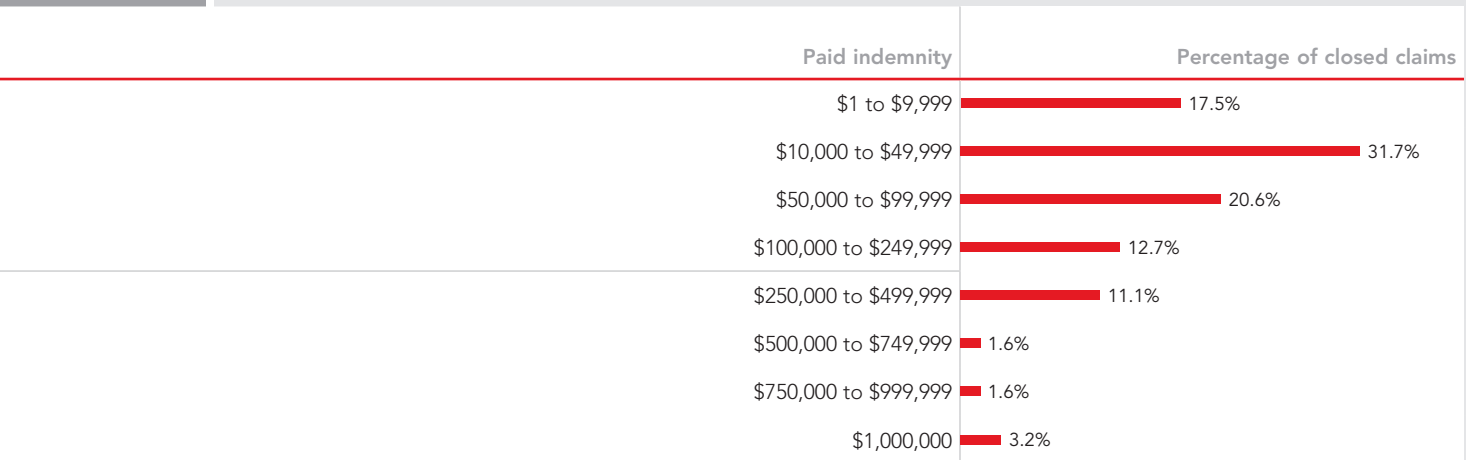 Paid indemnity Percentage of closed claims
$1 to $9,999 17.5%
$10,000 to $49,999 31.7%
$50,000 to $99,999 20.6%
$100,000 to $249,999 12.7%
$250,000 to $499,999 11.1%
$500,000 to $749,999 1.6%
$750,000 to $999,999 1.6%
$1,000,000 3.2%